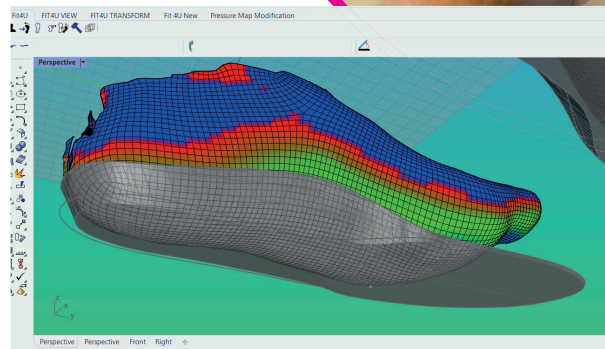 Fit4U FIT4U VIEW FIT4U TRANSFORM Fit 4U New Pressure Map Modification
Perspective
z
x
y
Perspective Perspective Front Right